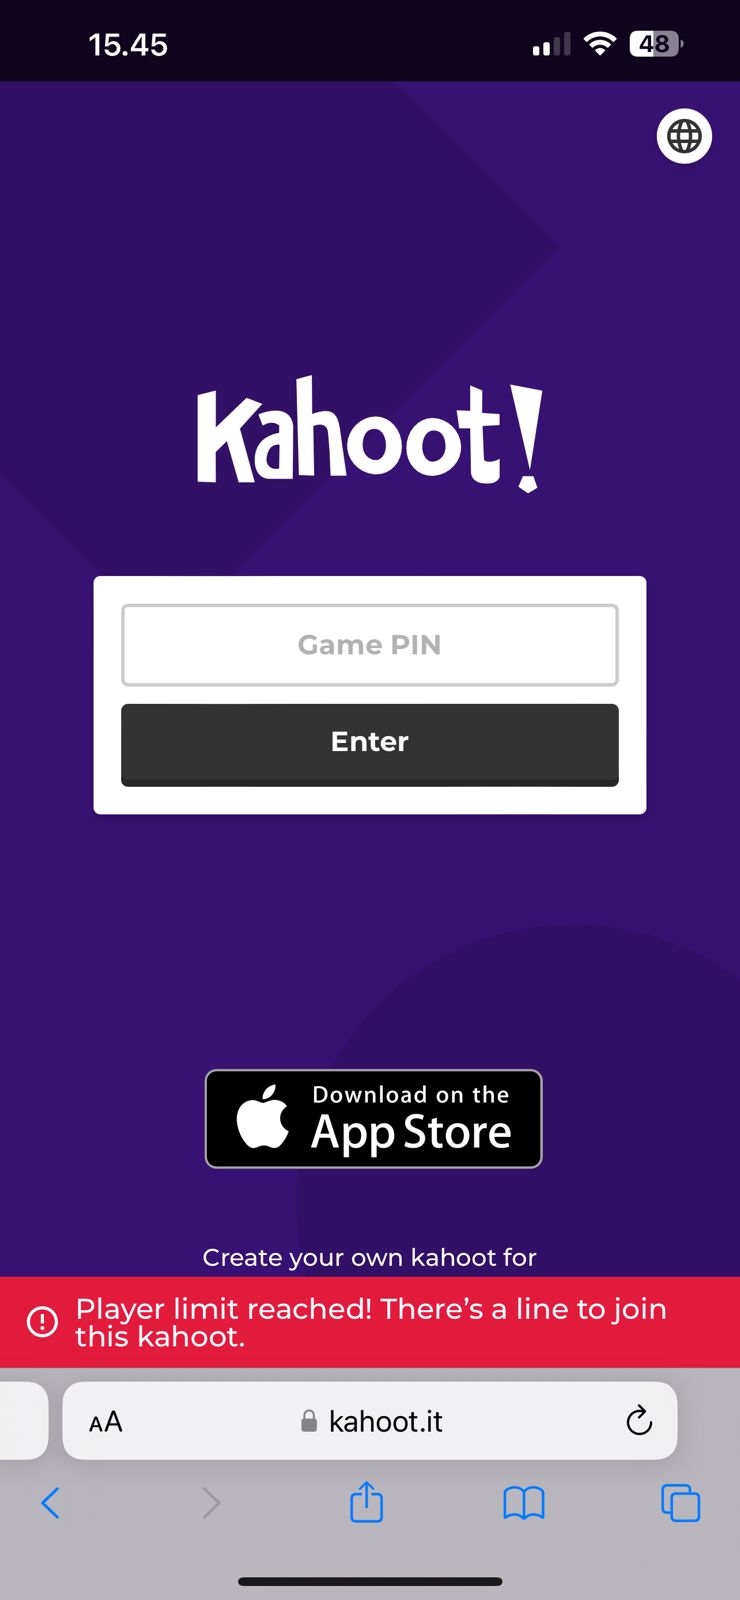 15.45
48
Kahoot!
Game PIN
Enter
Download on the
App Store
Create your own kahoot for
Player limit reached! There’s a line to join
this kahoot.
AA
kahoot.it